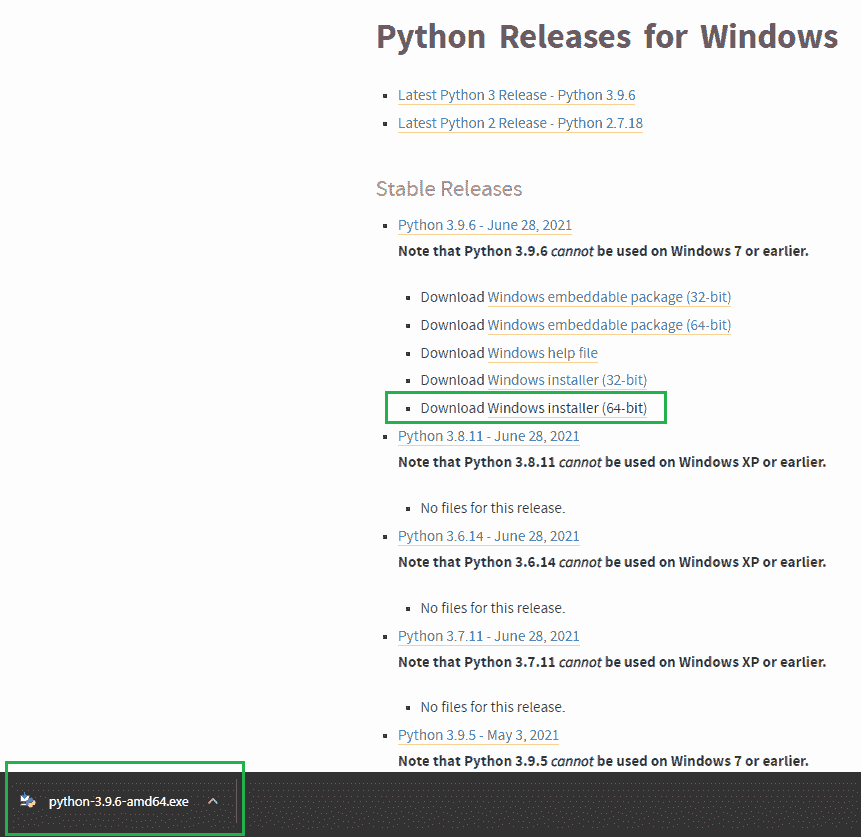 Python Releases for Windows
Latest Python 3 Release - Python 3.9.6
Latest Python 2 Release - Python 2.7.18
Stable Releases
Python 3.9.6 - June 28, 2021
Note that Python 3.9.6 cannot be used on Windows 7 or earlier.
Download Windows embeddable package (32-bit)
Download Windows embeddable package (64-bit)
Download Windows help file
Download Windows installer (32-bit)
Download Windows installer (64-bit)
Python 3.8.11 - June 28, 2021
Note that Python 3.8.11 cannot be used on Windows XP or earlier.
No files for this release.
Python 3.6.14 - June 28, 2021
Note that Python 3.6.14 cannot be used on Windows XP or earlier.
No files for this release.
Python 3.7.11 - June 28, 2021
Note that Python 3.7.11 cannot be used on Windows XP or earlier.
No files for this release.
Python 3.9.5 - May 3, 2021
Note that Python 3.9.5 cannot be used on Windows 7 or earlier.
python-3.9.6-amd64.exe